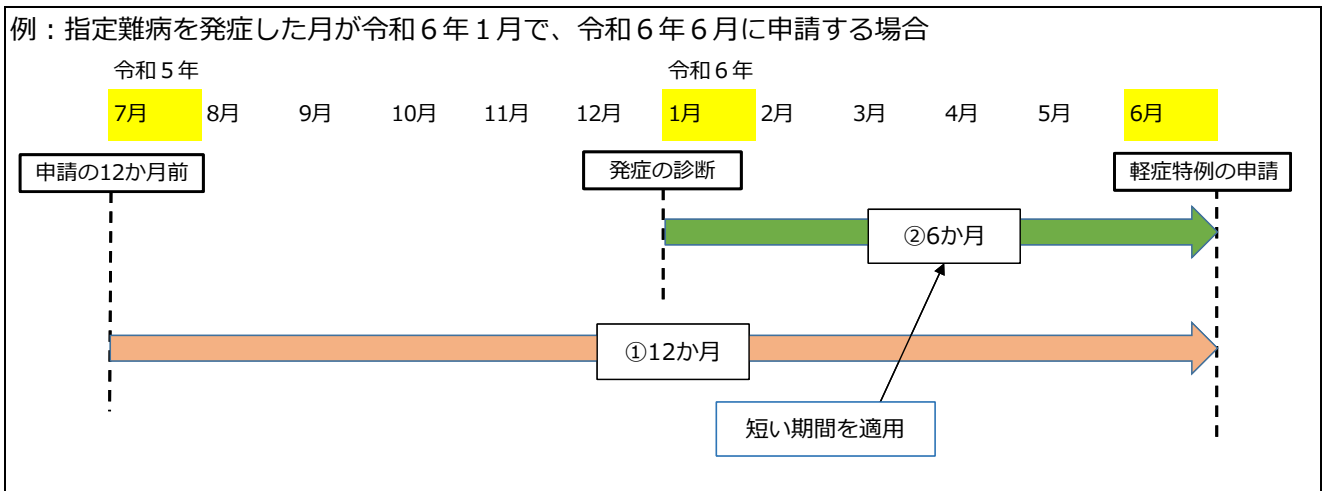 例：指定難病を発症した月が令和６年１月で、令和６年６月に申請する場合
令和５年 令和６年
7月 8月 9月 10月 11月 12月 1月 2月 3月 4月 5月 6月
申請の12か月前 発症の診断 軽症特例の申請
②6か月
①12か月
短い期間を適用